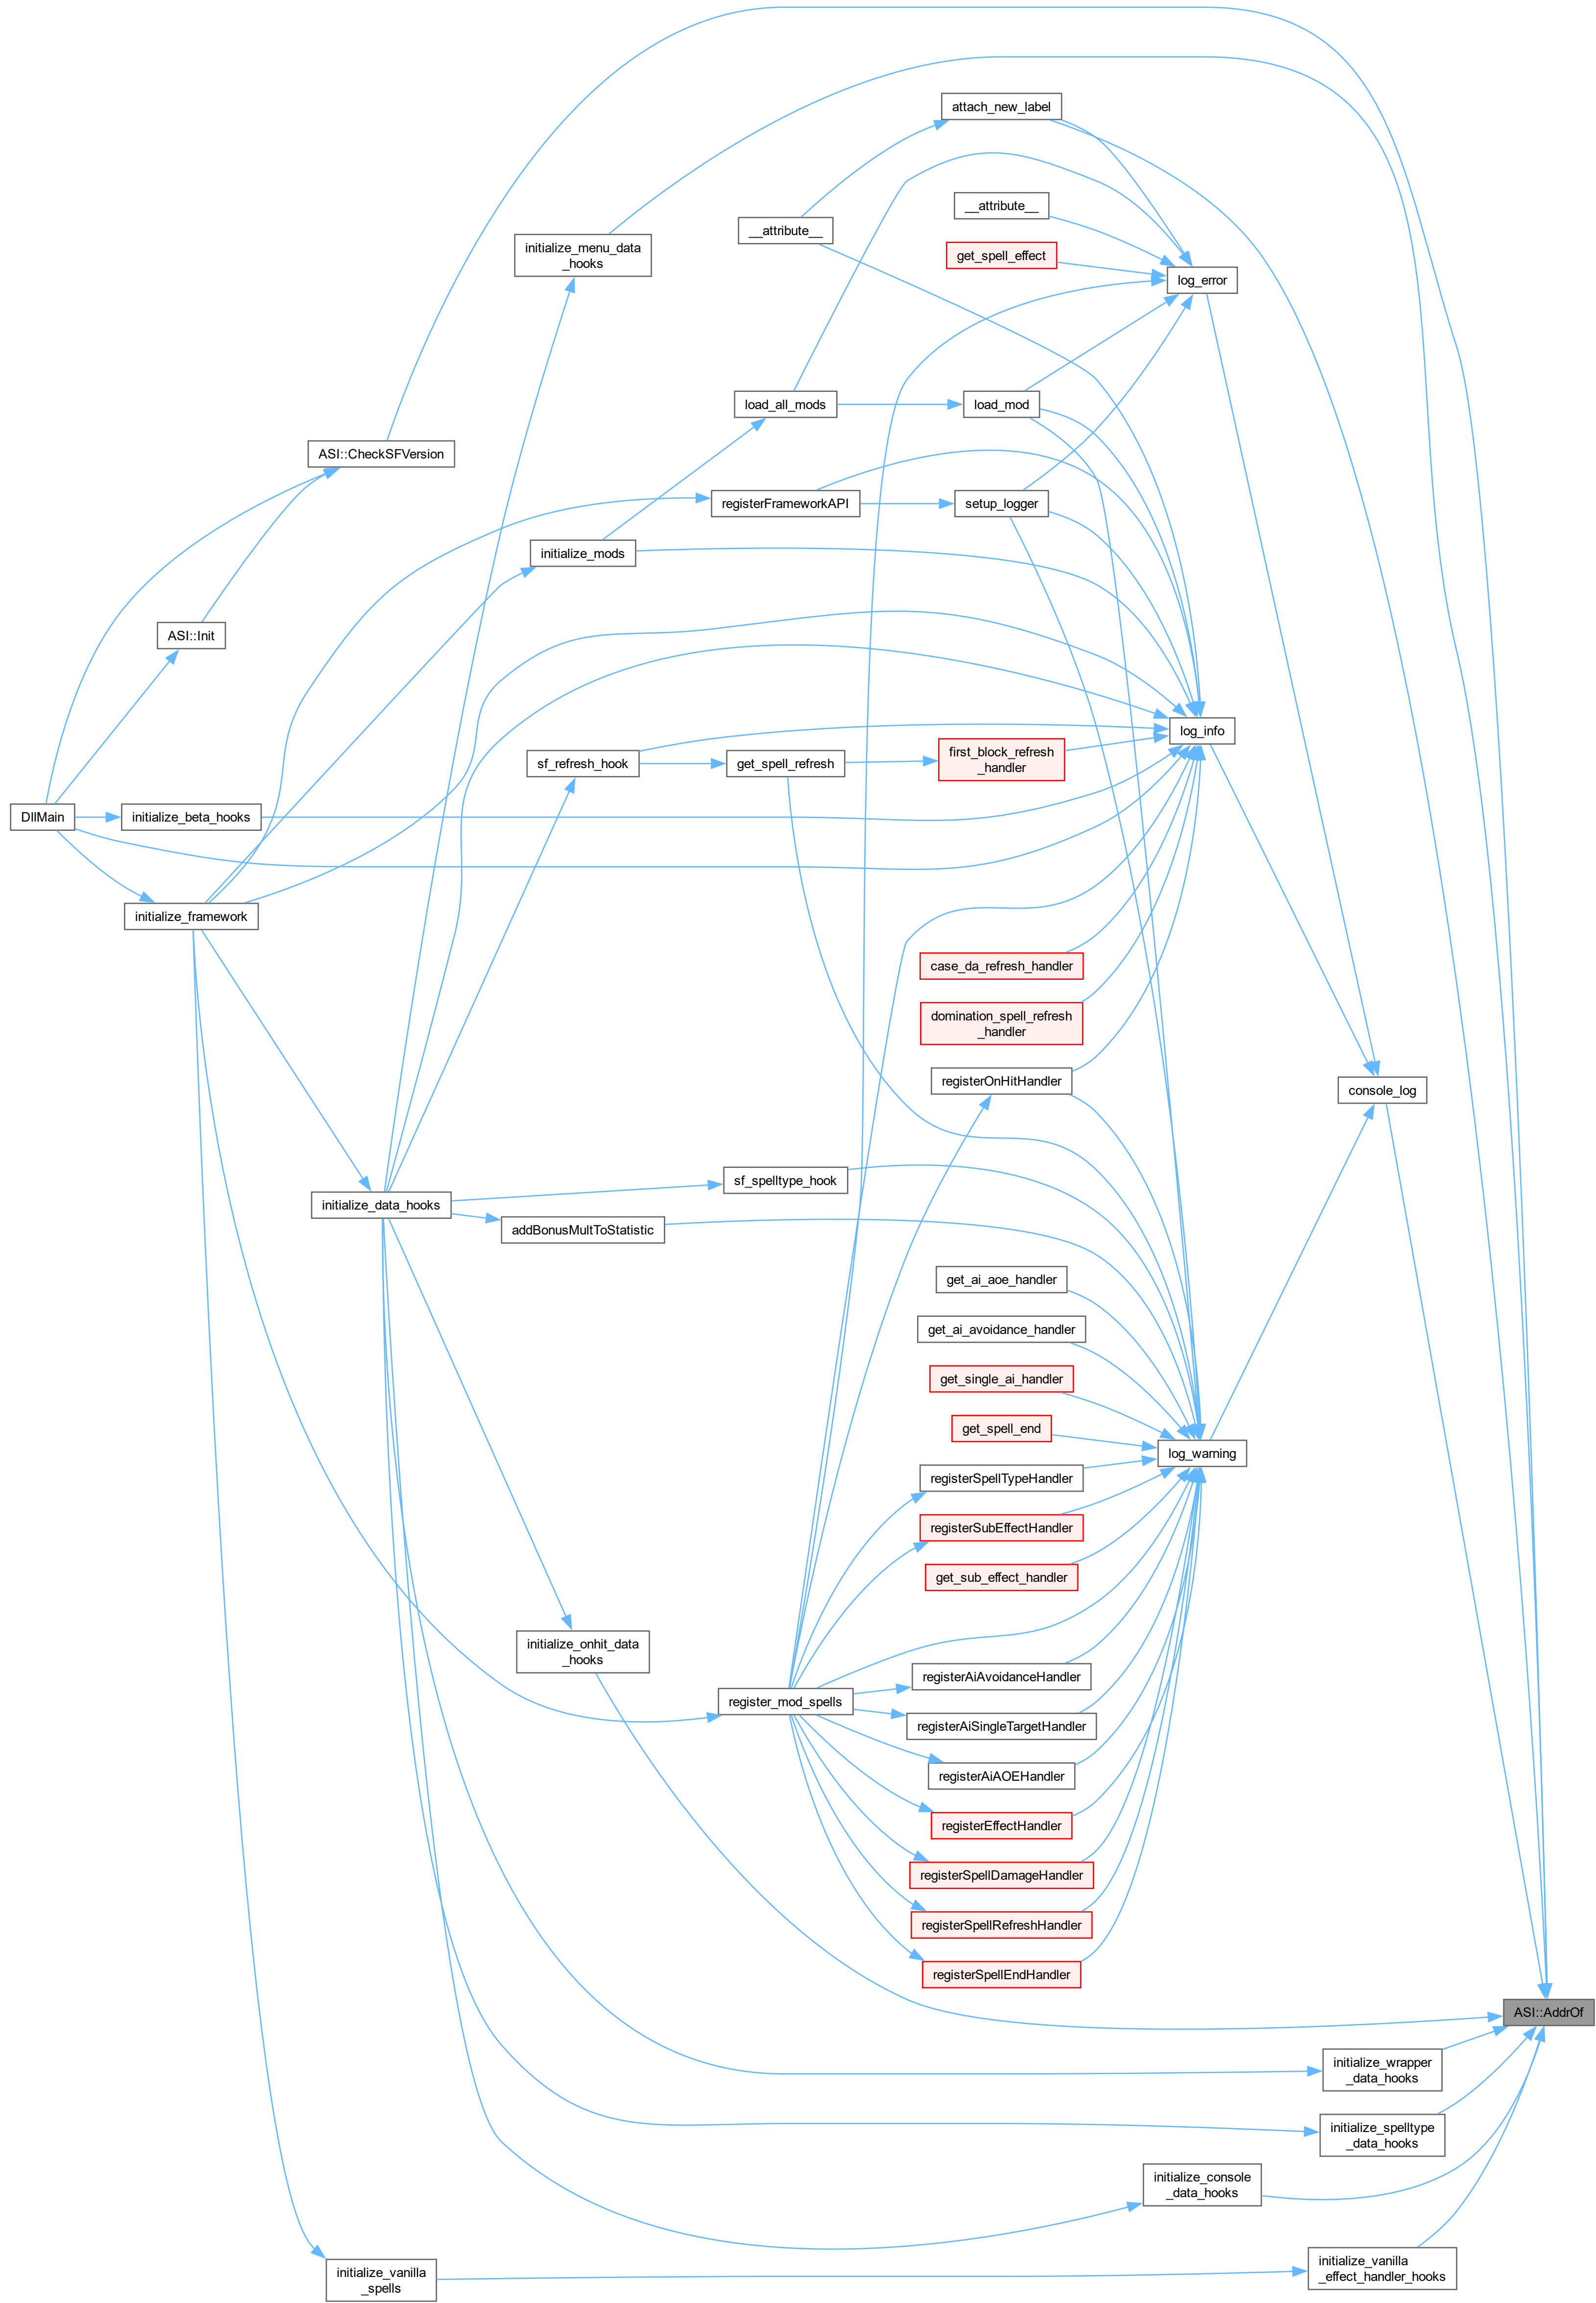 attach_new_label
__attribute__
__attribute__
initialize_menu_data
_hooks
get_spell_effect
log_error
load_all_mods
load_mod
ASI::CheckSFVersion
registerFrameworkAPI
setup_logger
initialize_mods
ASI::Init
log_info
sf_refresh_hook
get_spell_refresh
first_block_refresh
_handler
DllMain
initialize_beta_hooks
initialize_framework
case_da_refresh_handler
domination_spell_refresh
_handler
registerOnHitHandler
console_log
sf_spelltype_hook
initialize_data_hooks
addBonusMultToStatistic
get_ai_aoe_handler
get_ai_avoidance_handler
get_single_ai_handler
get_spell_end
log_warning
registerSpellTypeHandler
registerSubEffectHandler
get_sub_effect_handler
initialize_onhit_data
_hooks
registerAiAvoidanceHandler
register_mod_spells
registerAiSingleTargetHandler
registerAiAOEHandler
registerEffectHandler
registerSpellDamageHandler
registerSpellRefreshHandler
registerSpellEndHandler
ASI::AddrOf
initialize_wrapper
_data_hooks
initialize_spelltype
_data_hooks
initialize_console
_data_hooks
initialize_vanilla
_effect_handler_hooks
initialize_vanilla
_spells